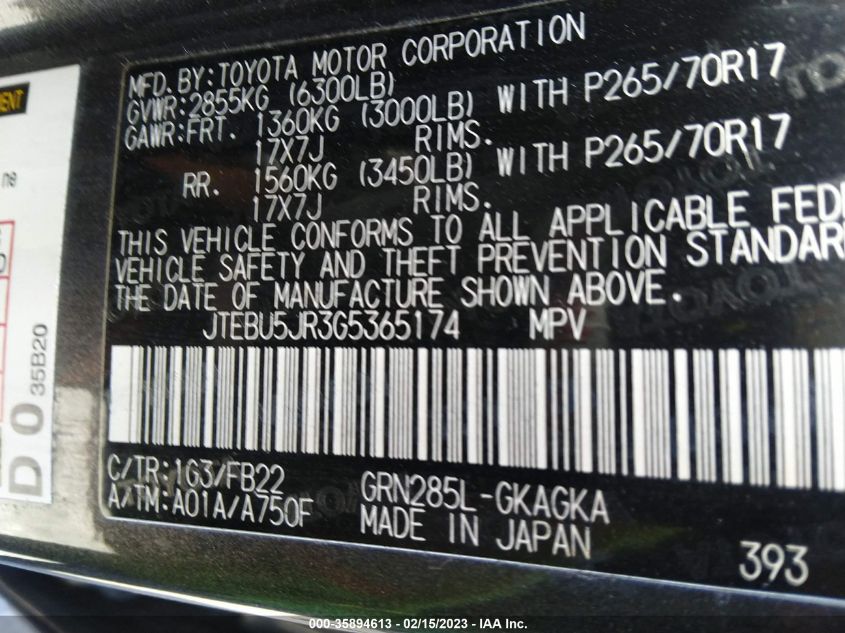 MFD.BY:TOYOTA MOTOR CORPORATION
GVWR:2855KG (6300LB)
GAWR:FRT. 1360KG (3000LB) WITH P265/70R17
17X7J RIMS.
RR. 1560KG (3450LB) WITH P265/70R17
17X7J RIMS.
THIS VEHICLE CONFORMS TO ALL APPLICABLE FEDE
VEHICLE SAFETY AND THEFT PREVENTION STANDAR
THE DATE OF MANUFACTURE SHOWN ABOVE.
JTEBU5JR3G5365174 MPV
C/TR:1G3/FB22 GRN285L-GKAGKA
A/TM:A01A/A750F MADE IN JAPAN
393
D 0 35B20
000-35894613 - 02/15/2023 - © IAA Inc.